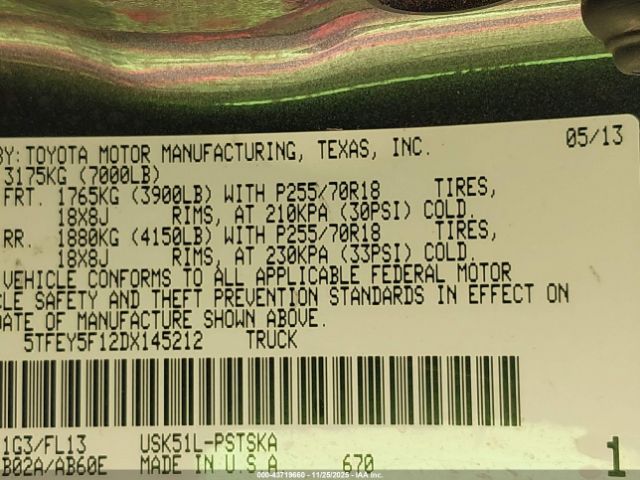 BY: TOYOTA MOTOR MANUFACTURING, TEXAS, INC. 05/13
3175KG (7000LB)
FRT. 1765KG (3900LB) WITH P255/70R18 TIRES,
18X8J RIMS, AT 210KPA (30PSI) COLD.
RR. 1880KG (4150LB) WITH P255/70R18 TIRES,
18X8J RIMS, AT 230KPA (33PSI) COLD.
VEHICLE CONFORMS TO ALL APPLICABLE FEDERAL MOTOR
CLE SAFETY AND THEFT PREVENTION STANDARDS IN EFFECT ON
DATE OF MANUFACTURE SHOWN ABOVE.
5TFEY5F12DX145212 TRUCK
1G3/FL13 USK51L-PSTSKA
B02A/AB60E MADE IN U.S.A 670 1
000-43719660 - 11/25/2025 - IAAI.COM